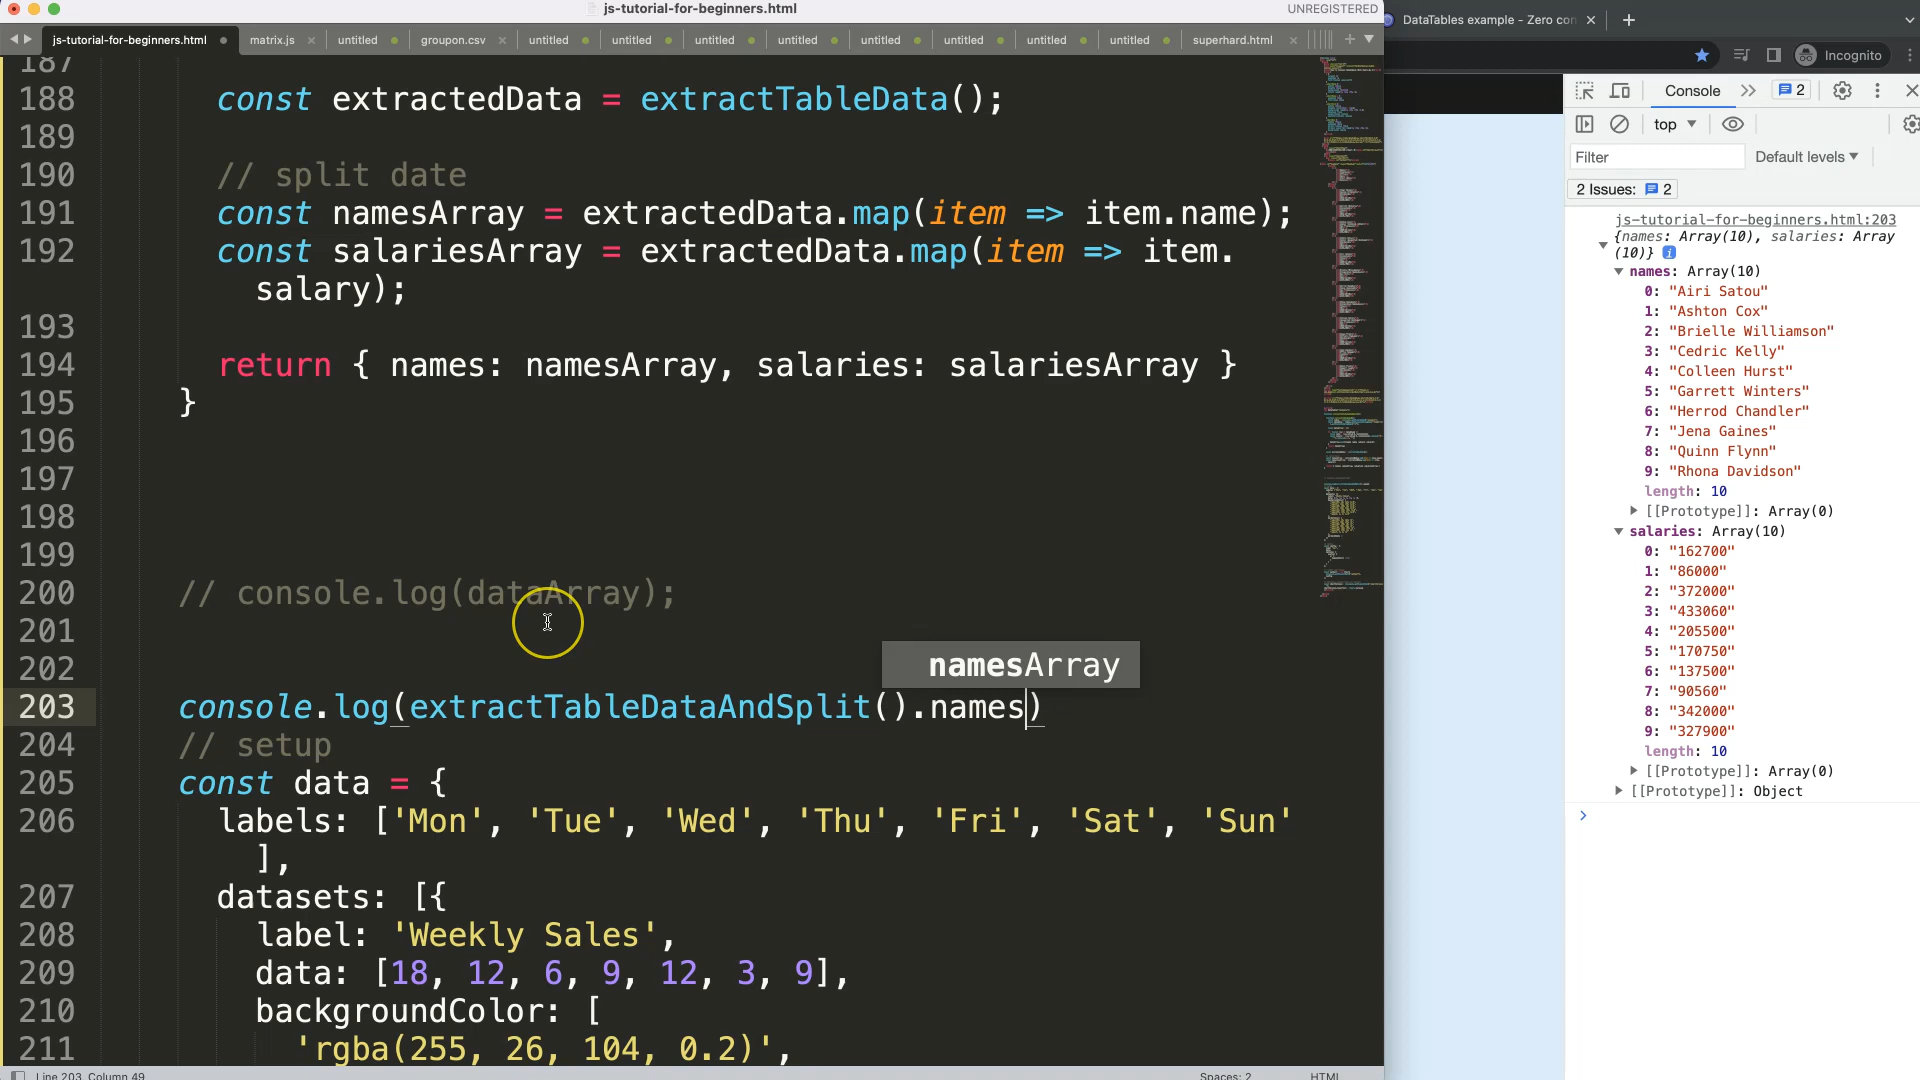 js-tutorial-for-beginners.html
UNREGISTERED
js-tutorial-for-beginners.html
matrix.js
untitled
groupon.csv
untitled
untitled
untitled
untitled
untitled
untitled
untitled
untitled
superhard.html
187
188 const extractedData = extractTableData();
189
190 // split date
191 const namesArray = extractedData.map(item => item.name);
192 const salariesArray = extractedData.map(item => item.
salary);
193
194 return { names: namesArray, salaries: salariesArray }
195 }
196
197
198
199
200 // console.log(dataArray);
201
202
namesArray
203 console.log(extractTableDataAndSplit().names)
204 // setup
205 const data = {
206 labels: ['Mon', 'Tue', 'Wed', 'Thu', 'Fri', 'Sat', 'Sun'
],
207 datasets: [{
208 label: 'Weekly Sales',
209 data: [18, 12, 6, 9, 12, 3, 9],
210 backgroundColor: [
211 'rgba(255, 26, 104, 0.2)',
Line 203, Column 49
Spaces: 2
HTML
DataTables example - Zero con
Incognito
Console
2
top
Filter
Default levels
2 Issues: 2
js-tutorial-for-beginners.html:203
{names: Array(10), salaries: Array
(10)} i
names: Array(10)
0: "Airi Satou"
1: "Ashton Cox"
2: "Brielle Williamson"
3: "Cedric Kelly"
4: "Colleen Hurst"
5: "Garrett Winters"
6: "Herrod Chandler"
7: "Jena Gaines"
8: "Quinn Flynn"
9: "Rhona Davidson"
length: 10
[[Prototype]]: Array(0)
salaries: Array(10)
0: "162700"
1: "86000"
2: "372000"
3: "433060"
4: "205500"
5: "170750"
6: "137500"
7: "90560"
8: "342000"
9: "327900"
length: 10
[[Prototype]]: Array(0)
[[Prototype]]: Object